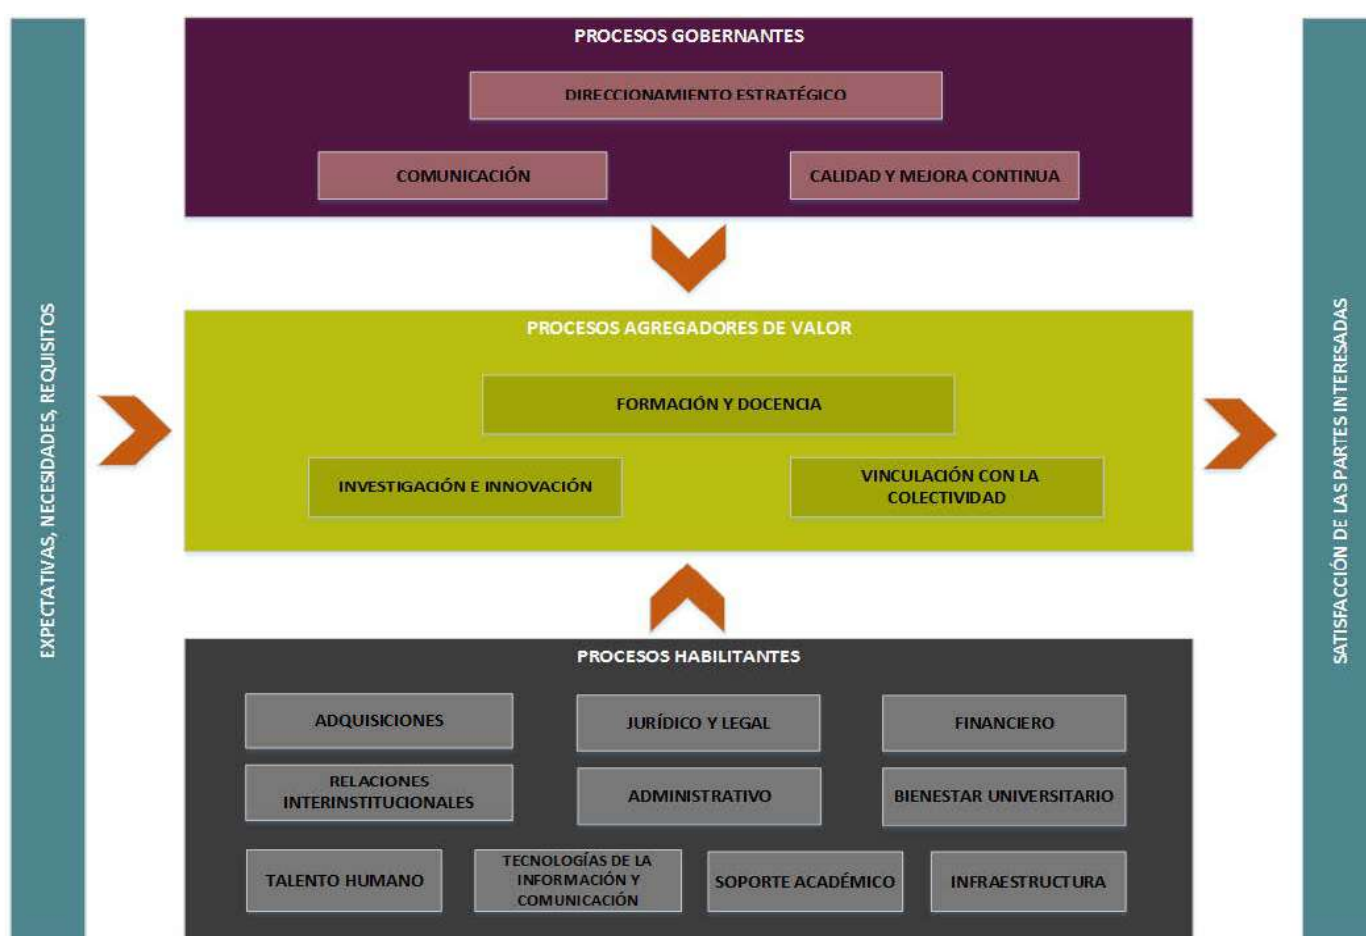 EXPECTATIVAS, NECESIDADES, REQUISITOS
PROCESOS GOBERNANTES
DIRECCIONAMIENTO ESTRATÉGICO
COMUNICACIÓN
CALIDAD Y MEJORA CONTINUA
PROCESOS AGREGADORES DE VALOR
FORMACIÓN Y DOCENCIA
INVESTIGACIÓN E INNOVACIÓN
VINCULACIÓN CON LA
COLECTIVIDAD
PROCESOS HABILITANTES
ADQUISICIONES
JURÍDICO Y LEGAL
FINANCIERO
RELACIONES
INTERINSTITUCIONALES
ADMINISTRATIVO
BIENESTAR UNIVERSITARIO
TALENTO HUMANO
TECNOLOGÍAS DE LA
INFORMACIÓN Y
COMUNICACIÓN
SOPORTE ACADÉMICO
INFRAESTRUCTURA
SATISFACCIÓN DE LAS PARTES INTERESADAS